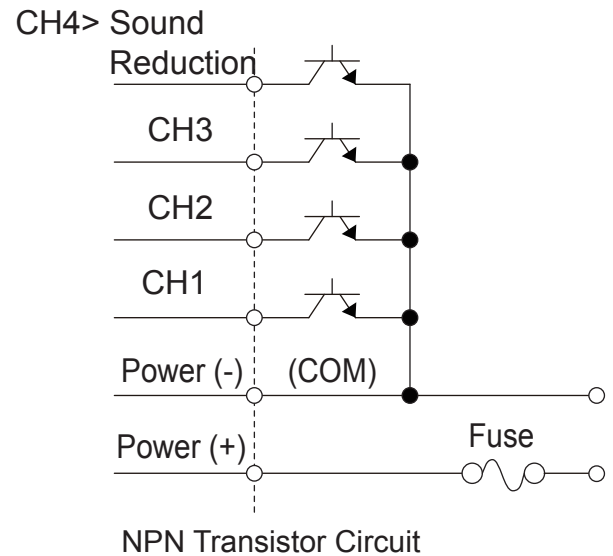 CH4> Sound
Reduction
CH3
CH2
CH1
Power (-) (COM)
Power (+)
Fuse
NPN Transistor Circuit